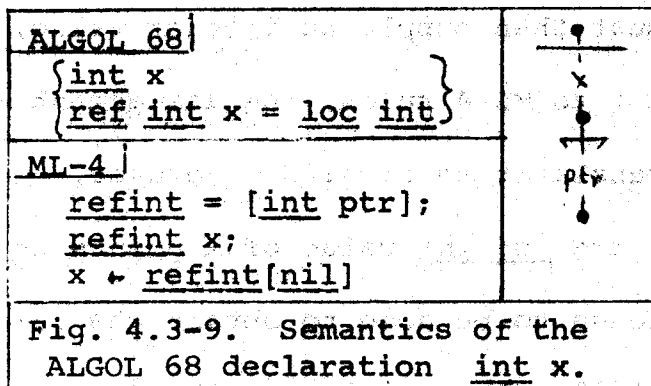 ALGOL 68
int x
ref int x = loc int
ML-4
refint = [int ptr];
refint x;
x ← refint[nil]
x
ptr
Fig. 4.3-9. Semantics of the
ALGOL 68 declaration int x.